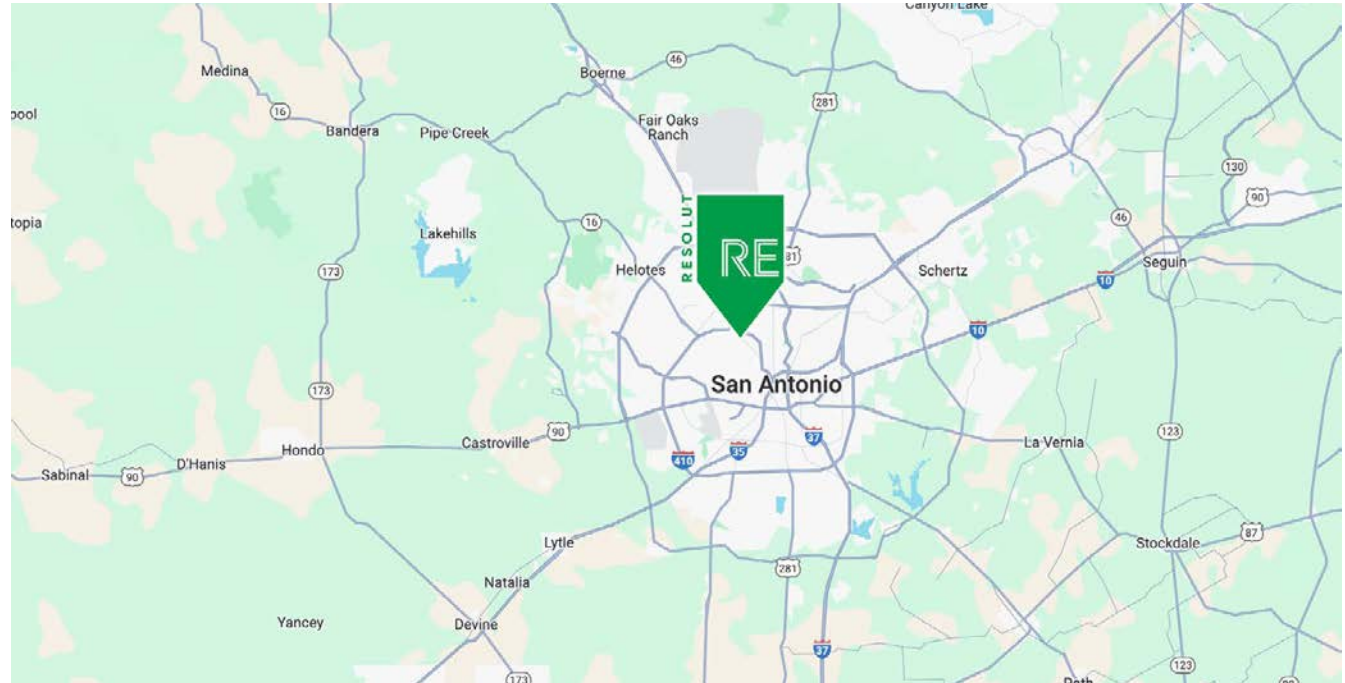 Canyon Lake
Medina
46
Boerne
pool
16
281
Fair Oaks
Ranch
Bandera
Pipe Creek
130
90
RESOLUT
RE
16
46
topia
Lakehills
81
Seguin
173
Helotes
Schertz
10
10
San Antonio
173
123
90
Castroville
37
La Vernia
Hondo
35
410
D'Hanis
Sabinal
90
87
Lytle
Stockdale
281
Natalia
Yancey
Devine
37
123
173